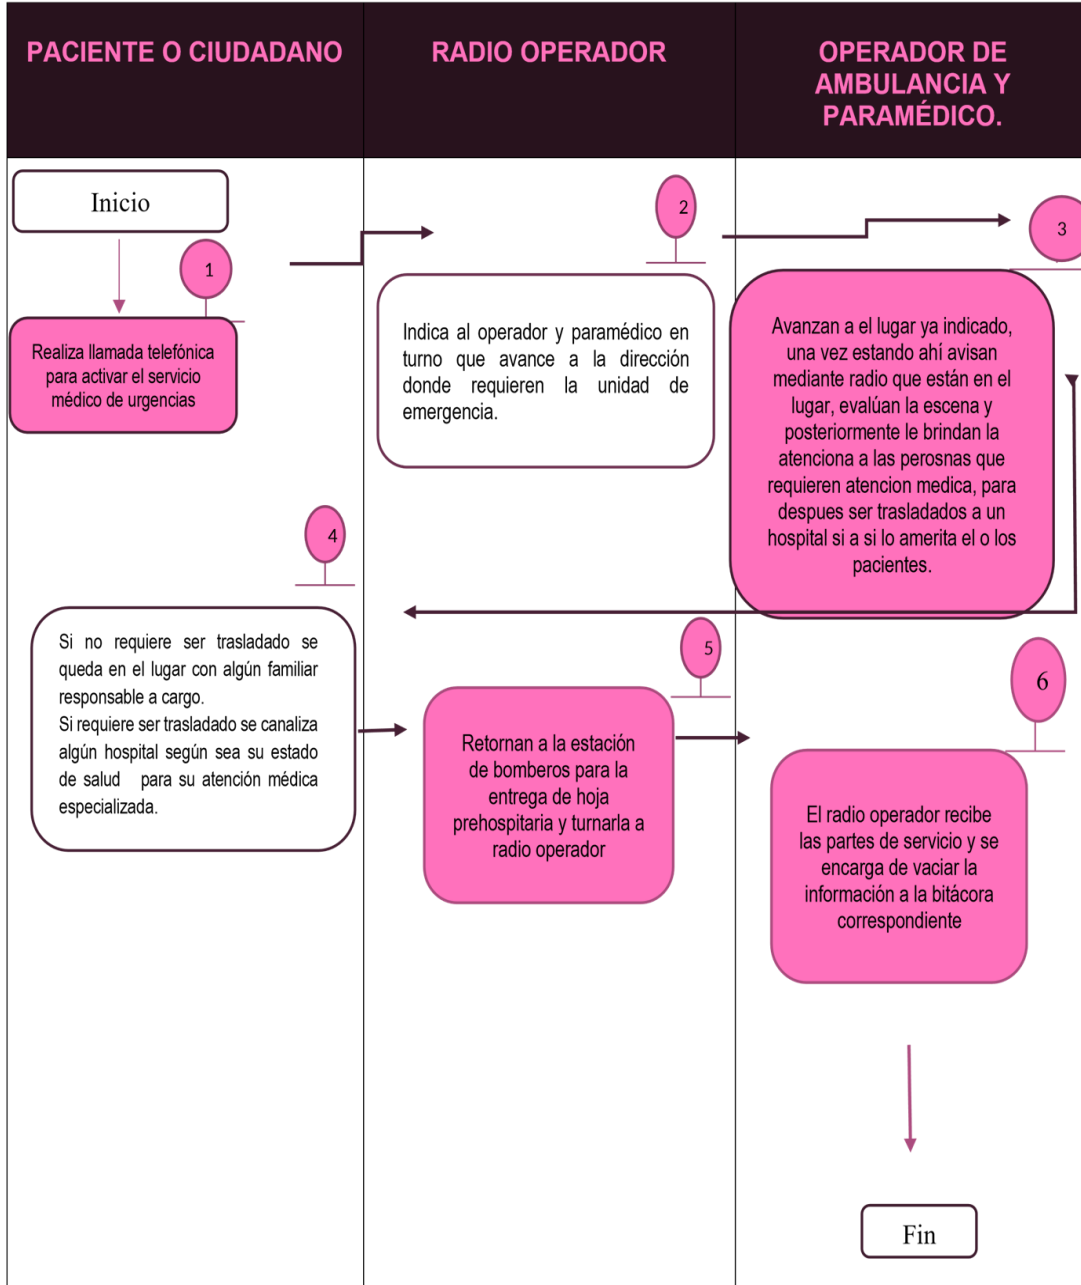 PACIENTE O CIUDADANO
RADIO OPERADOR
OPERADOR DE
AMBULANCIA Y
PARAMÉDICO.
Inicio
1
Realiza llamada telefónica
para activar el servicio
médico de urgencias
2
Indica al operador y paramédico en
turno que avance a la dirección
donde requieren la unidad de
emergencia.
3
Avanzan a el lugar ya indicado,
una vez estando ahí avisan
mediante radio que están en el
lugar, evalúan la escena y
posteriormente le brindan la
atenciona a las perosnas que
requieren atencion medica, para
despues ser trasladados a un
hospital si a si lo amerita el o los
pacientes.
4
Si no requiere ser trasladado se
queda en el lugar con algún familiar
responsable a cargo.
Si requiere ser trasladado se canaliza
algún hospital según sea su estado
de salud para su atención médica
especializada.
5
Retornan a la estación
de bomberos para la
entrega de hoja
prehospitaria y turnarla a
radio operador
6
El radio operador recibe
las partes de servicio y se
encarga de vaciar la
información a la bitácora
correspondiente
Fin